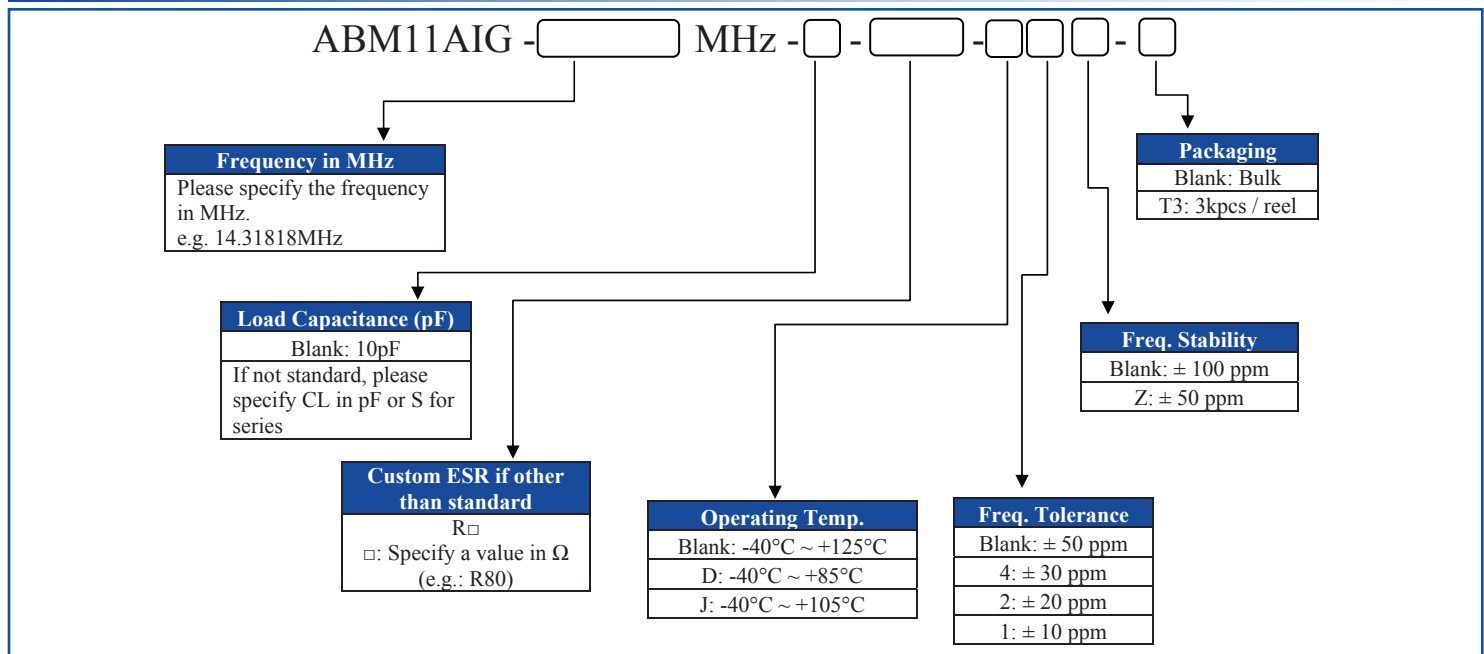 ABM11AIG - MHz - - - -
Frequency in MHz
Please specify the frequency
in MHz.
e.g. 14.31818MHz
Packaging
Blank: Bulk
T3: 3kpcs / reel
Load Capacitance (pF)
Blank: 10pF
If not standard, please
specify CL in pF or S for
series
Freq. Stability
Blank: ± 100 ppm
Z: ± 50 ppm
Custom ESR if other
than standard
R□
□: Specify a value in Ω
(e.g.: R80)
Operating Temp.
Blank: -40°C ~ +125°C
D: -40°C ~ +85°C
J: -40°C ~ +105°C
Freq. Tolerance
Blank: ± 50 ppm
4: ± 30 ppm
2: ± 20 ppm
1: ± 10 ppm